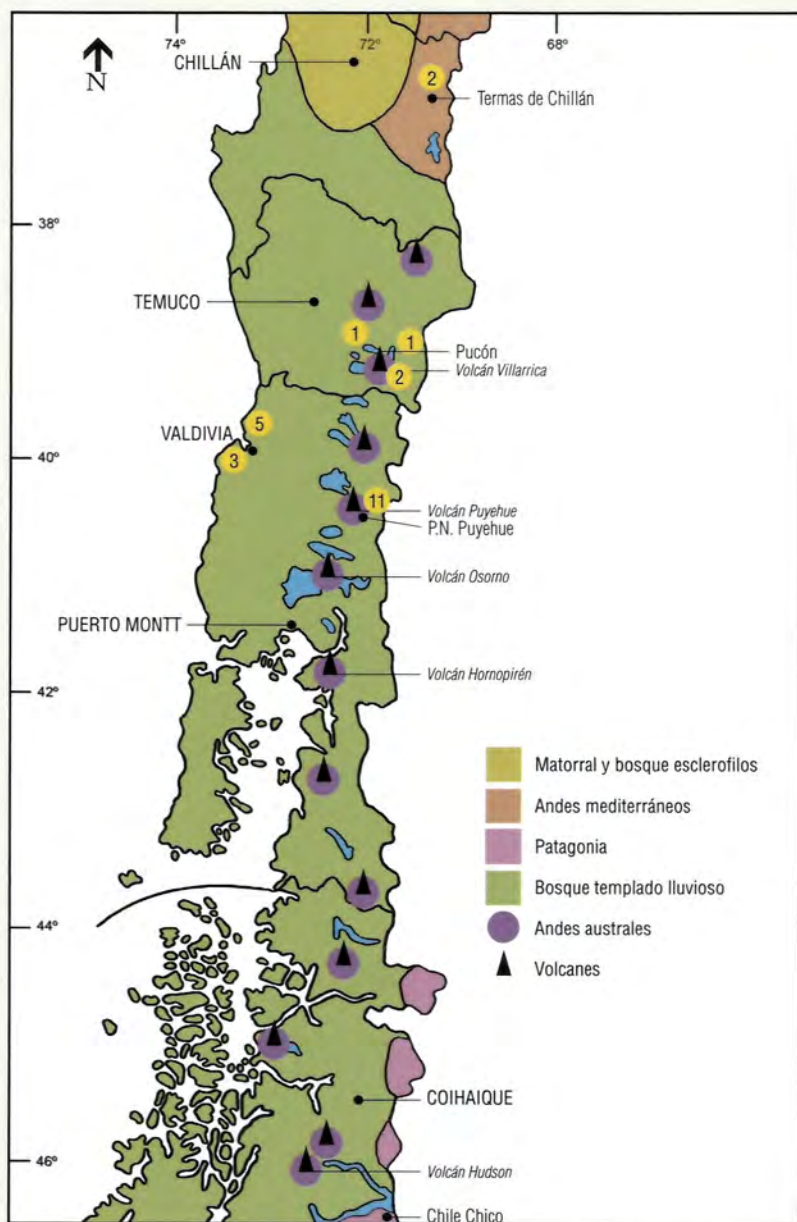 74°
72°
68°
N
CHILLÁN
2
Termas de Chillán
38°
TEMUCO
1
1
Pucón
Volcán Villarrica
2
5
VALDIVIA
3
40°
11
Volcán Puyehue
P.N. Puyehue
Volcán Osorno
PUERTO MONTT
42°
Volcán Hornopirén
Matorral y bosque esclerofilos
Andes mediterráneos
Patagonia
Bosque templado lluvioso
44°
Andes australes
Volcanes
COIHAIQUE
46°
Volcán Hudson
Chile Chico